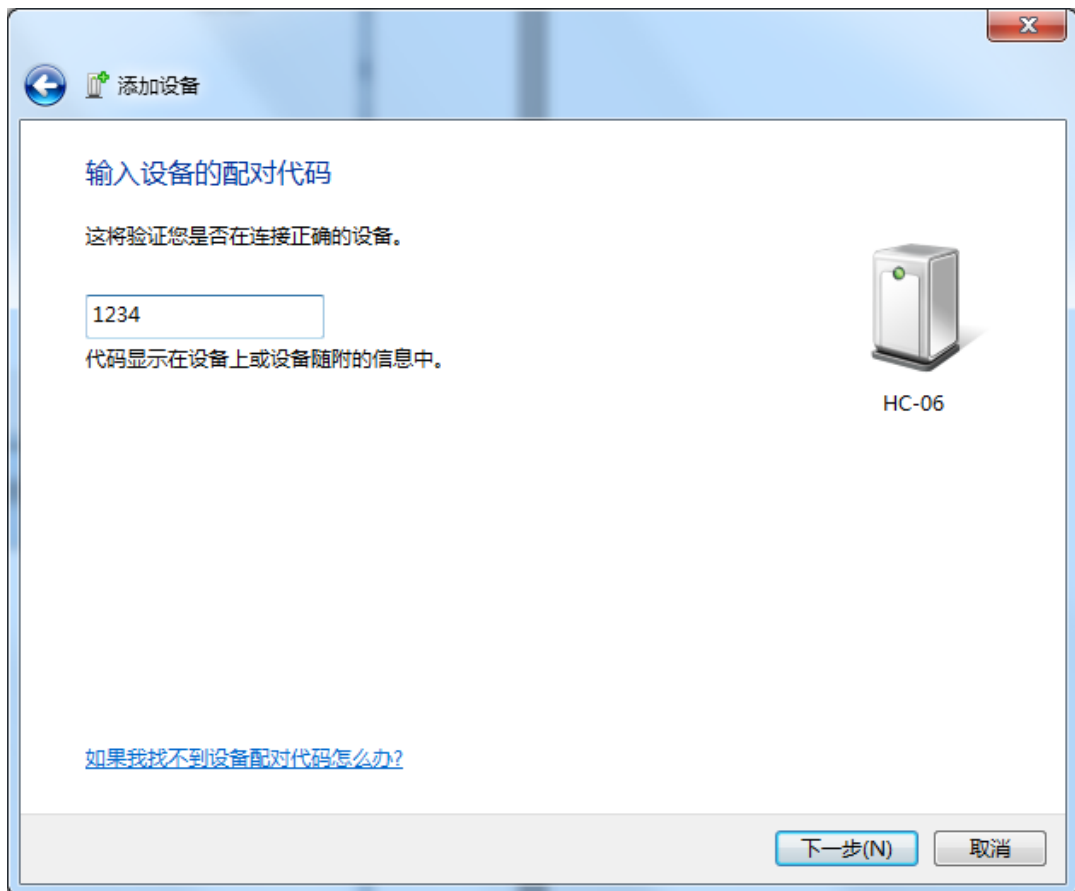 添加设备
输入设备的配对代码
这将验证您是否在连接正确的设备。
1234
代码显示在设备上或设备随附的信息中。
HC-06
如果我找不到设备配对代码怎么办?
下一步(N)
取消